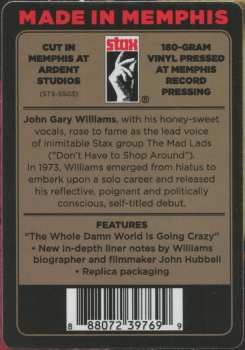 MADE IN MEMPHIS
CUT IN
MEMPHIS AT
ARDENT
STUDIOS
(STS-5503)
stax
®
180-GRAM
VINYL PRESSED
AT MEMPHIS
RECORD
PRESSING
John Gary Williams, with his honey-sweet
vocals, rose to fame as the lead voice
of inimitable Stax group The Mad Lads
("Don't Have to Shop Around").
In 1973, Williams emerged from hiatus to
embark upon a solo career and released
his reflective, poignant and politically
conscious, self-titled debut.
FEATURES
"The Whole Damn World Is Going Crazy"
• New in-depth liner notes by Williams
biographer and filmmaker John Hubbell
• Replica packaging
8 88072 39769 9